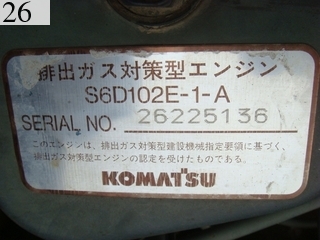 26
排出ガス対策型エンジン
S6D102E-1-A
SERIAL NO. 26225136
このエンジンは、排出ガス対策型建設機械指定要領に基づく、
排出ガス対策型エンジンの認定を受けたものである。
KOMATSU